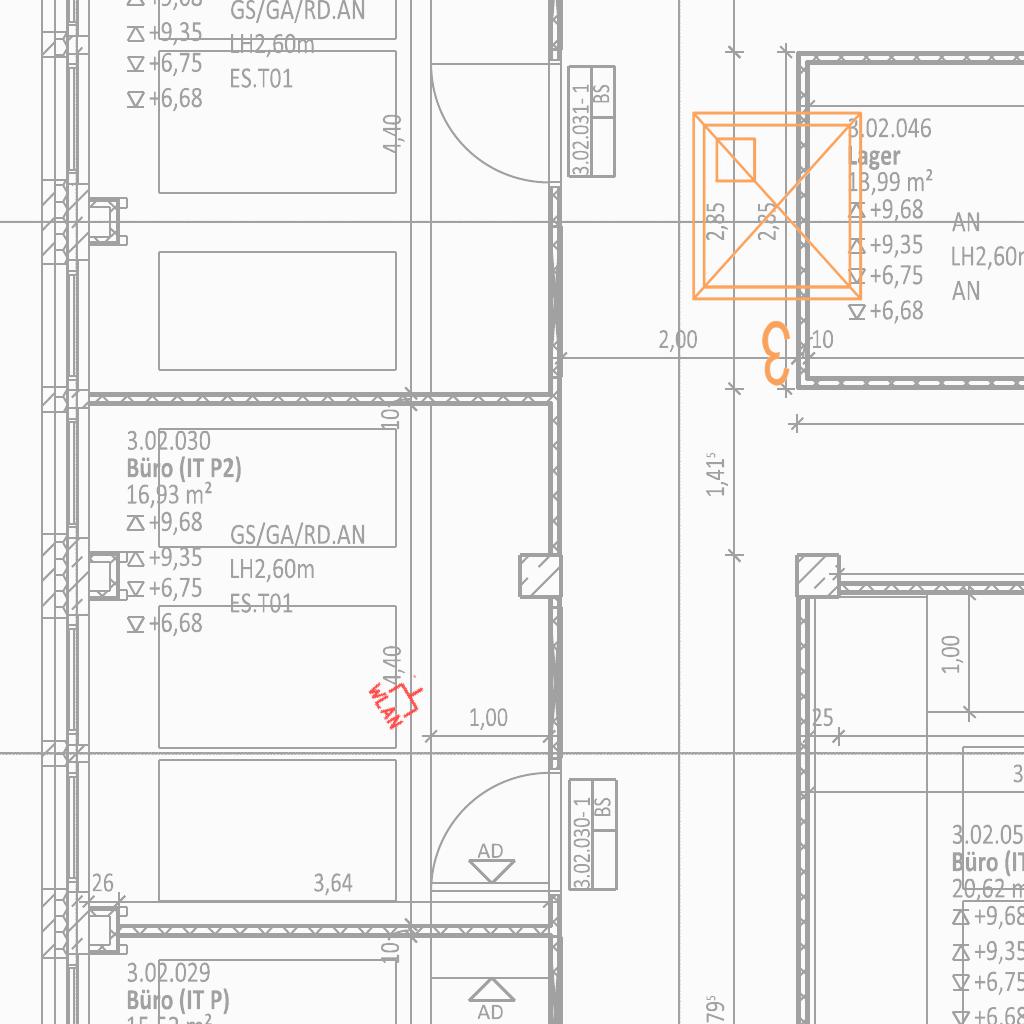 +9,68
+9,35
+6,75
+6,68
GS/GA/RD.AN
LH2,60m
ES.T01
4,40
3.02.031- 1
BS
3.02.046
Lager
13,99 m²
+9,68
+9,35
+6,75
+6,68
AN
LH2,60m
AN
2,85
2,85
2,00
3
10
10
3.02.030
Büro (IT P2)
16,93 m²
+9,68
+9,35
+6,75
+6,68
GS/GA/RD.AN
LH2,60m
ES.T01
1,41⁵
4,40
WLAN
1,00
1,00
25
3.02.030- 1
BS
AD
26
3,64
3.02.05
Büro (IT
20,62 m
+9,68
+9,35
+6,75
+6,68
10
3.02.029
Büro (IT P)
AD
79⁵